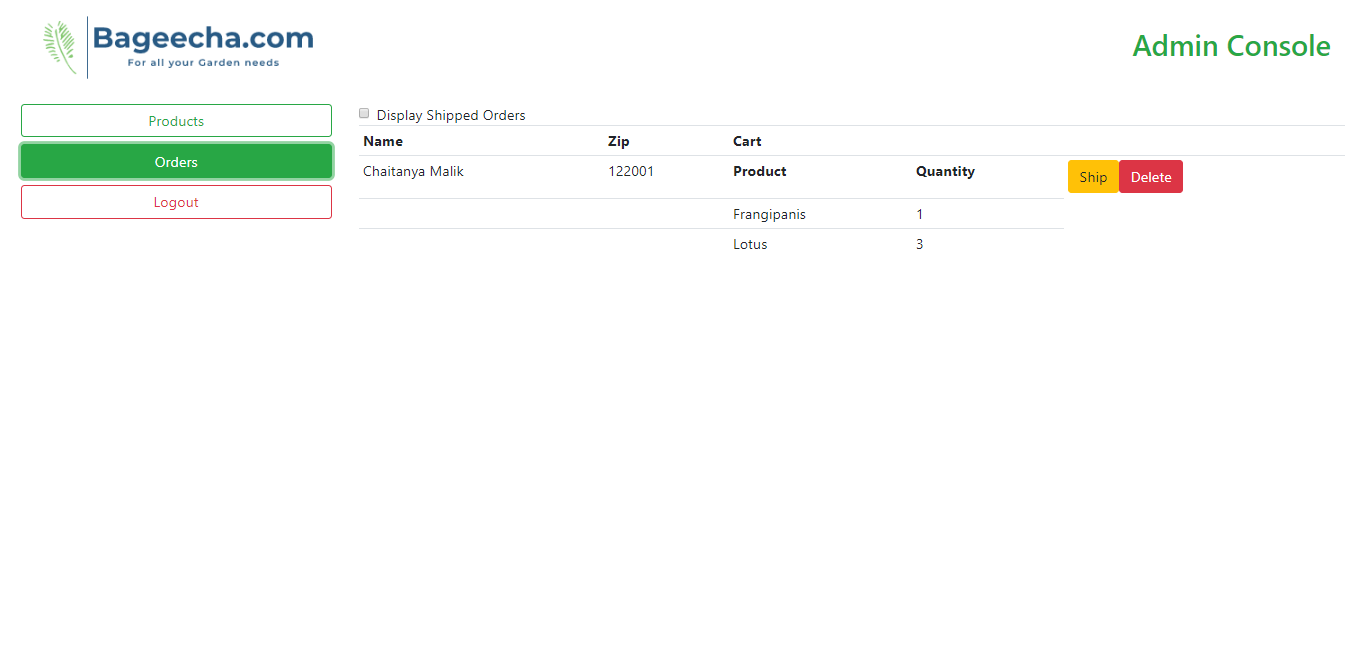 Bageecha.com
For all your Garden needs
Admin Console
Products
Orders
Logout
Display Shipped Orders
Name Zip Cart
Chaitanya Malik 122001 Product Quantity Ship Delete
Frangipanis 1
Lotus 3